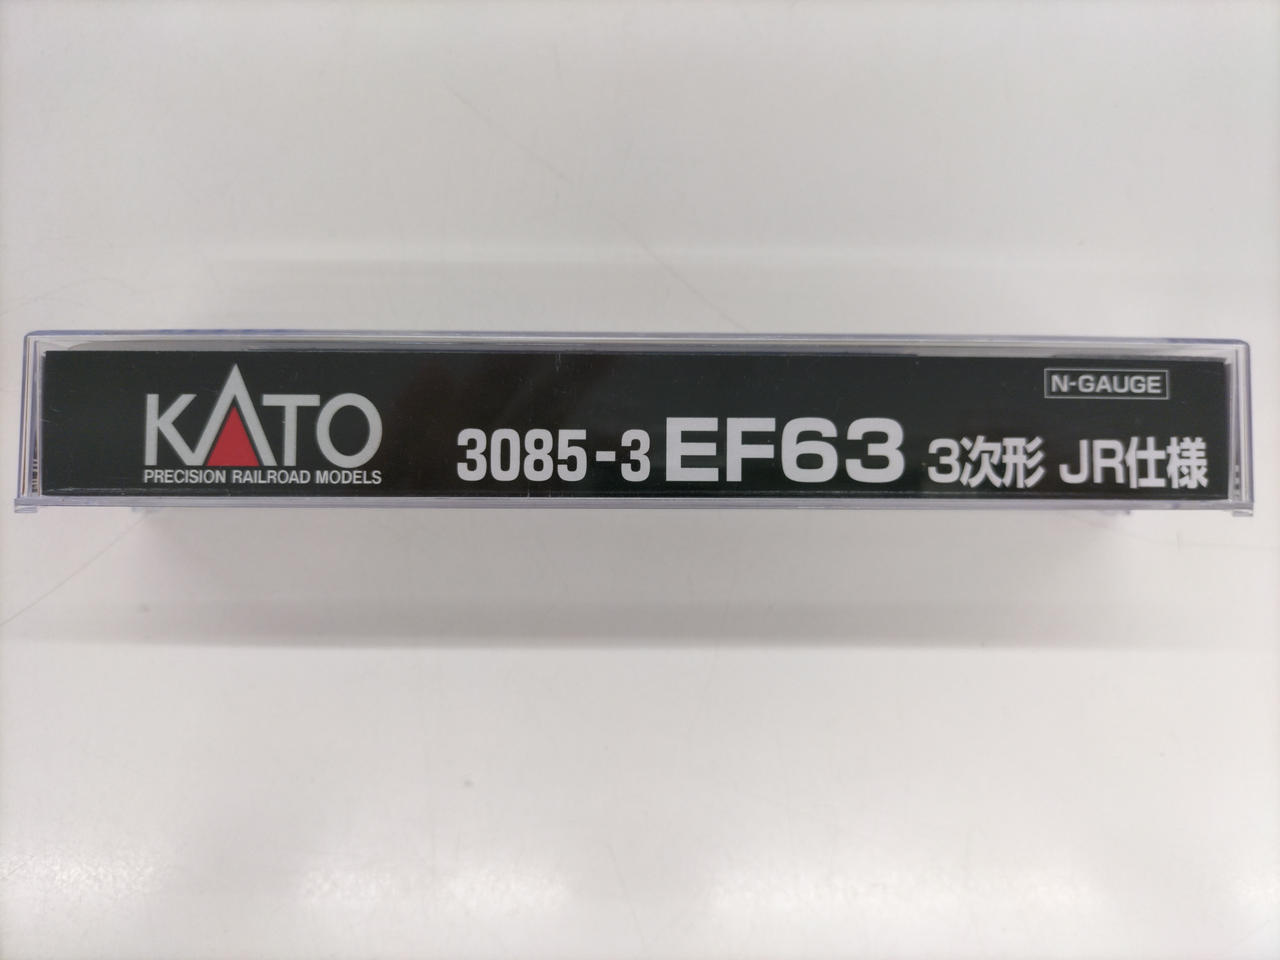 N-GAUGE
KATO
PRECISION RAILROAD MODELS
3085-3 EF63 3次形 JR仕様